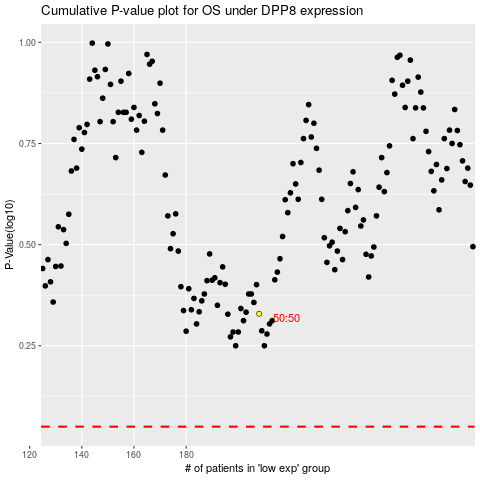 Cumulative P-value plot for OS under DPP8 expression
P-Value(log10)
1.00
0.75
0.50
0.25
50:50
120 140 160 180
# of patients in 'low exp' group